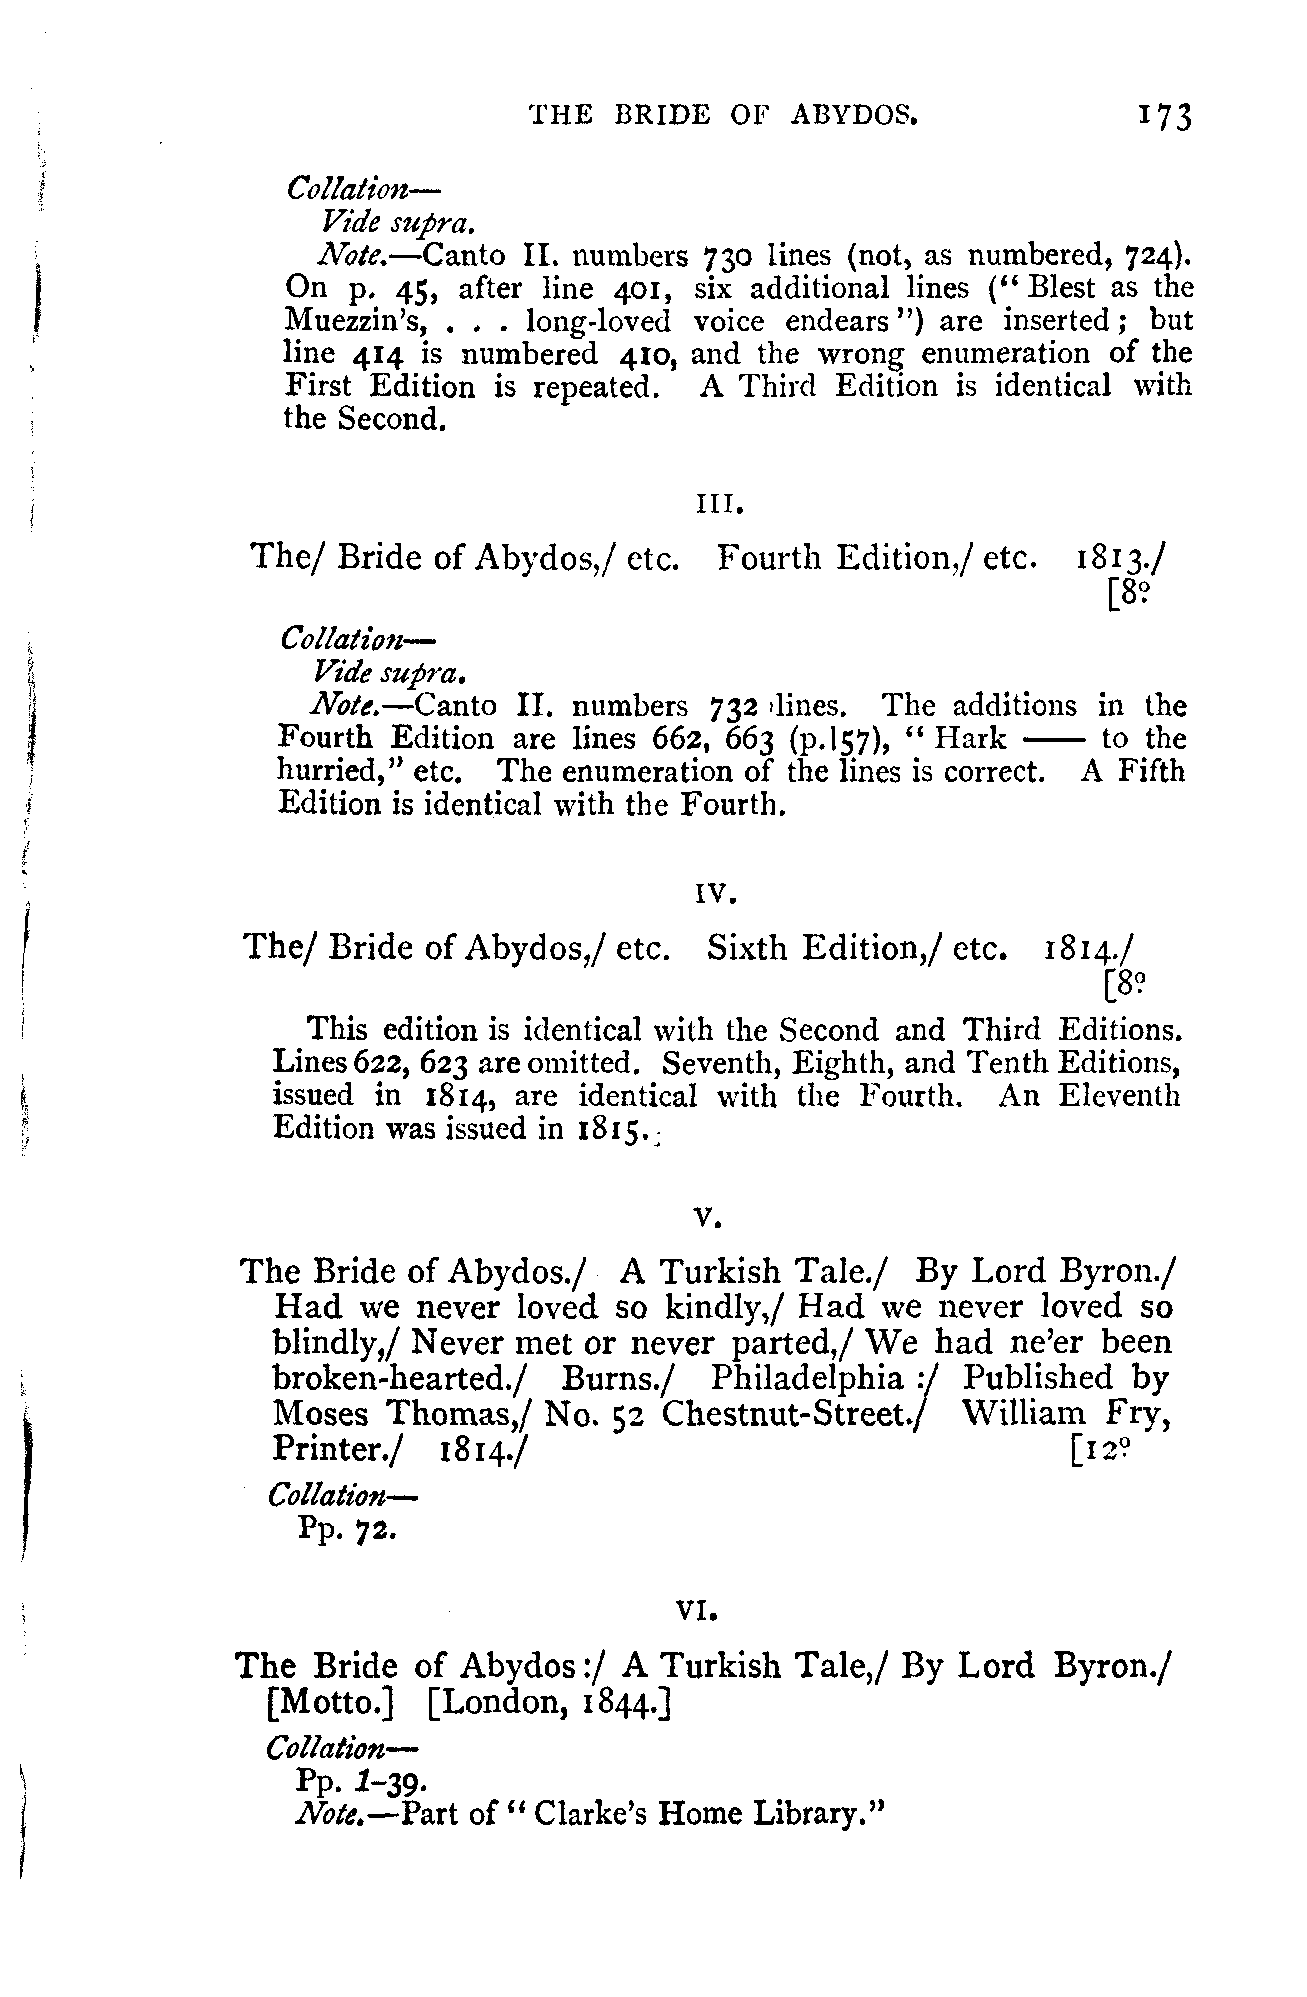 THE BRIDE OF ABYDOS. 173
Collation—
Vide supra.
Note.—Canto II. numbers 730 lines (not, as numbered, 724).
On p. 45, after line 401, six additional lines (“Blest as the
Muezzin's, . . . long-loved voice endears”) are inserted; but
line 414 is numbered 410, and the wrong enumeration of the
First Edition is repeated. A Third Edition is identical with
the Second.
III.
The/ Bride of Abydos,/ etc. Fourth Edition,/ etc. 1813./
[8º
Collation—
Vide supra.
Note.—Canto II. numbers 732 lines. The additions in the
Fourth Edition are lines 662, 663 (p.157), “Hark —— to the
hurried,” etc. The enumeration of the lines is correct. A Fifth
Edition is identical with the Fourth.
IV.
The/ Bride of Abydos,/ etc. Sixth Edition,/ etc. 1814./
[8º
This edition is identical with the Second and Third Editions.
Lines 622, 623 are omitted. Seventh, Eighth, and Tenth Editions,
issued in 1814, are identical with the Fourth. An Eleventh
Edition was issued in 1815.
V.
The Bride of Abydos./ A Turkish Tale./ By Lord Byron./
Had we never loved so kindly,/ Had we never loved so
blindly,/ Never met or never parted,/ We had ne'er been
broken-hearted./ Burns./ Philadelphia :/ Published by
Moses Thomas,/ No. 52 Chestnut-Street./ William Fry,
Printer./ 1814./ [12º
Collation—
Pp. 72.
VI.
The Bride of Abydos :/ A Turkish Tale,/ By Lord Byron./
[Motto.] [London, 1844.]
Collation—
Pp. 1–39.
Note.—Part of “Clarke's Home Library.”